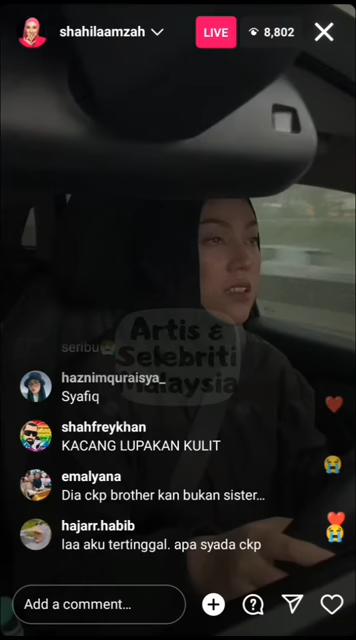 shahilaamzah
LIVE
8,802
Artis &
Selebriti
Malaysia
seribu😭
haznimquraisya_
Syafiq
shahfreykhan
KACANG LUPAKAN KULIT
emalyana
Dia ckp brother kan bukan sister...
hajarr.habib
laa aku tertinggal. apa syada ckp
Add a comment...